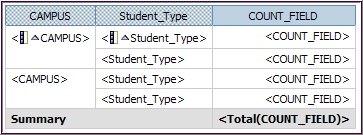 CAMPUS Student_Type COUNT_FIELD
<CAMPUS> <Student_Type> <COUNT_FIELD>
<Student_Type> <COUNT_FIELD>
<CAMPUS> <Student_Type> <COUNT_FIELD>
<Student_Type> <COUNT_FIELD>
Summary <Total(COUNT_FIELD)>